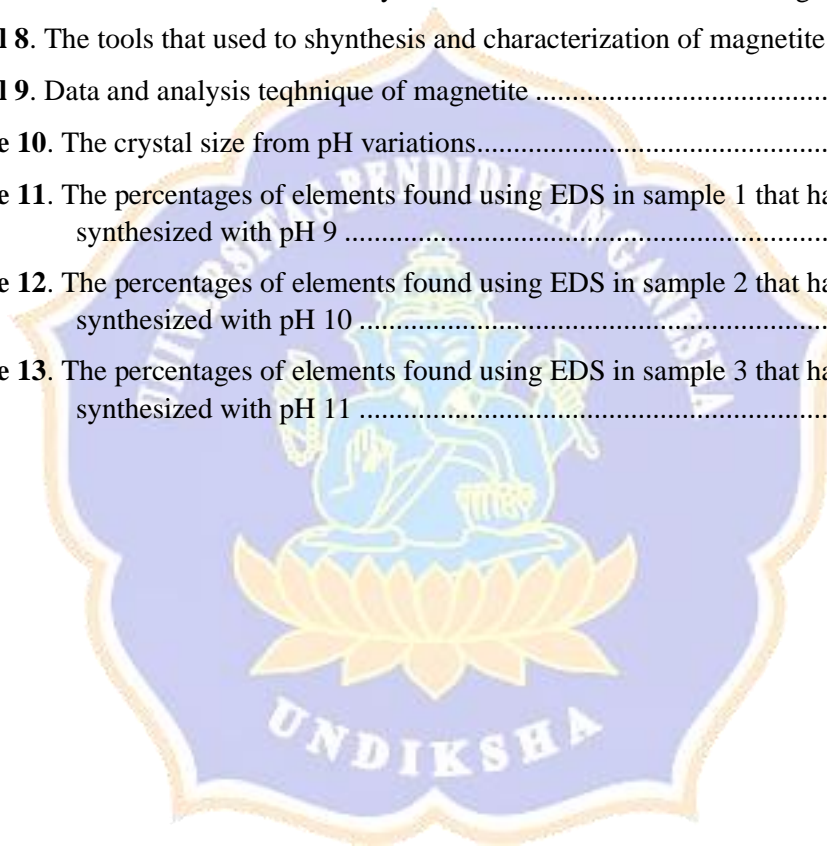 l 8. The tools that used to shynthesis and characterization of magnetite
l 9. Data and analysis teqhnique of magnetite ........................................
e 10. The crystal size from pH variations................................................
e 11. The percentages of elements found using EDS in sample 1 that ha
synthesized with pH 9 ..................................................................
e 12. The percentages of elements found using EDS in sample 2 that ha
synthesized with pH 10 ................................................................
e 13. The percentages of elements found using EDS in sample 3 that ha
synthesized with pH 11 ................................................................
UNIVERSITAS PENDIDIKAN GANESHA
UNDIKSHA